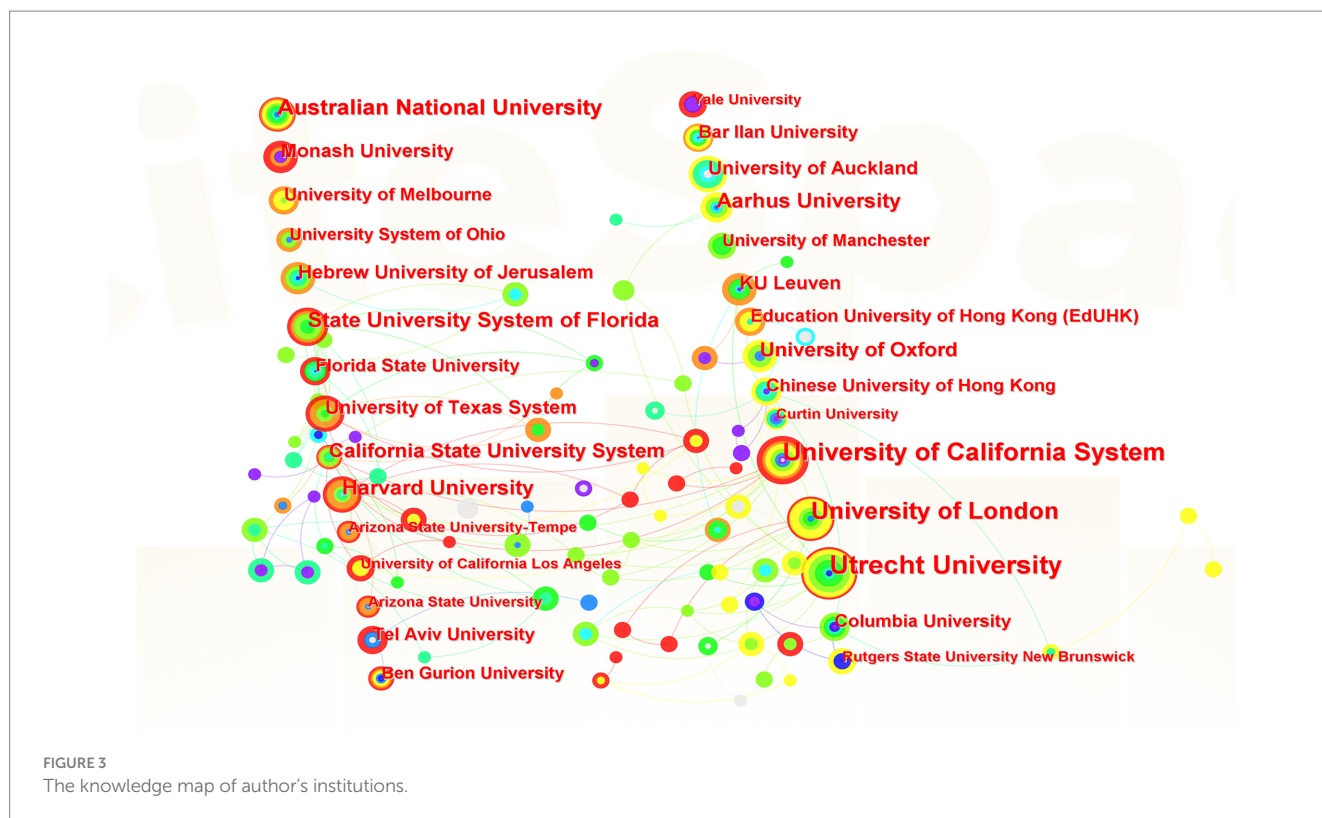 Australian National University
Monash University
University of Melbourne
University System of Ohio
Hebrew University of Jerusalem
State University System of Florida
Florida State University
University of Texas System
California State University System
Harvard University
Arizona State University-Tempe
University of California Los Angeles
Arizona State University
Tel Aviv University
Ben Gurion University
Yale University
Bar Ilan University
University of Auckland
Aarhus University
University of Manchester
KU Leuven
Education University of Hong Kong (EdUHK)
University of Oxford
Chinese University of Hong Kong
Curtin University
University of California System
University of London
Utrecht University
Columbia University
Rutgers State University New Brunswick
FIGURE 3
The knowledge map of author's institutions.